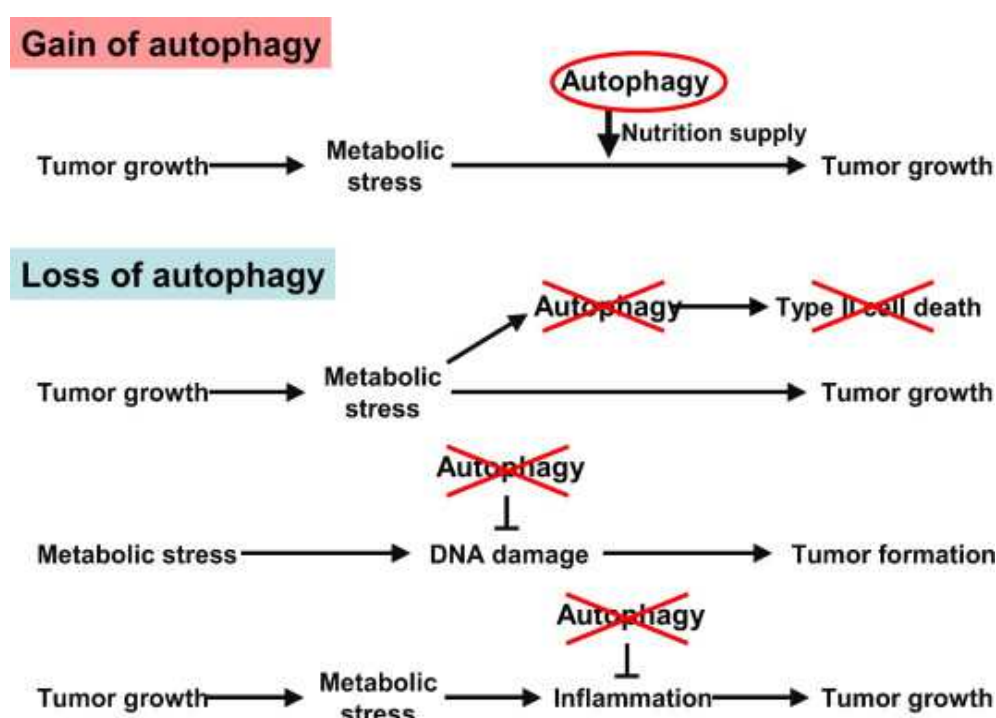 Gain of autophagy
Autophagy
Nutrition supply
Tumor growth
Metabolic
stress
Tumor growth
Loss of autophagy
Autophagy
Type II cell death
Tumor growth
Metabolic
stress
Tumor growth
Autophagy
Metabolic stress
DNA damage
Tumor formation
Autophagy
Tumor growth
Metabolic
stress
Inflammation
Tumor growth